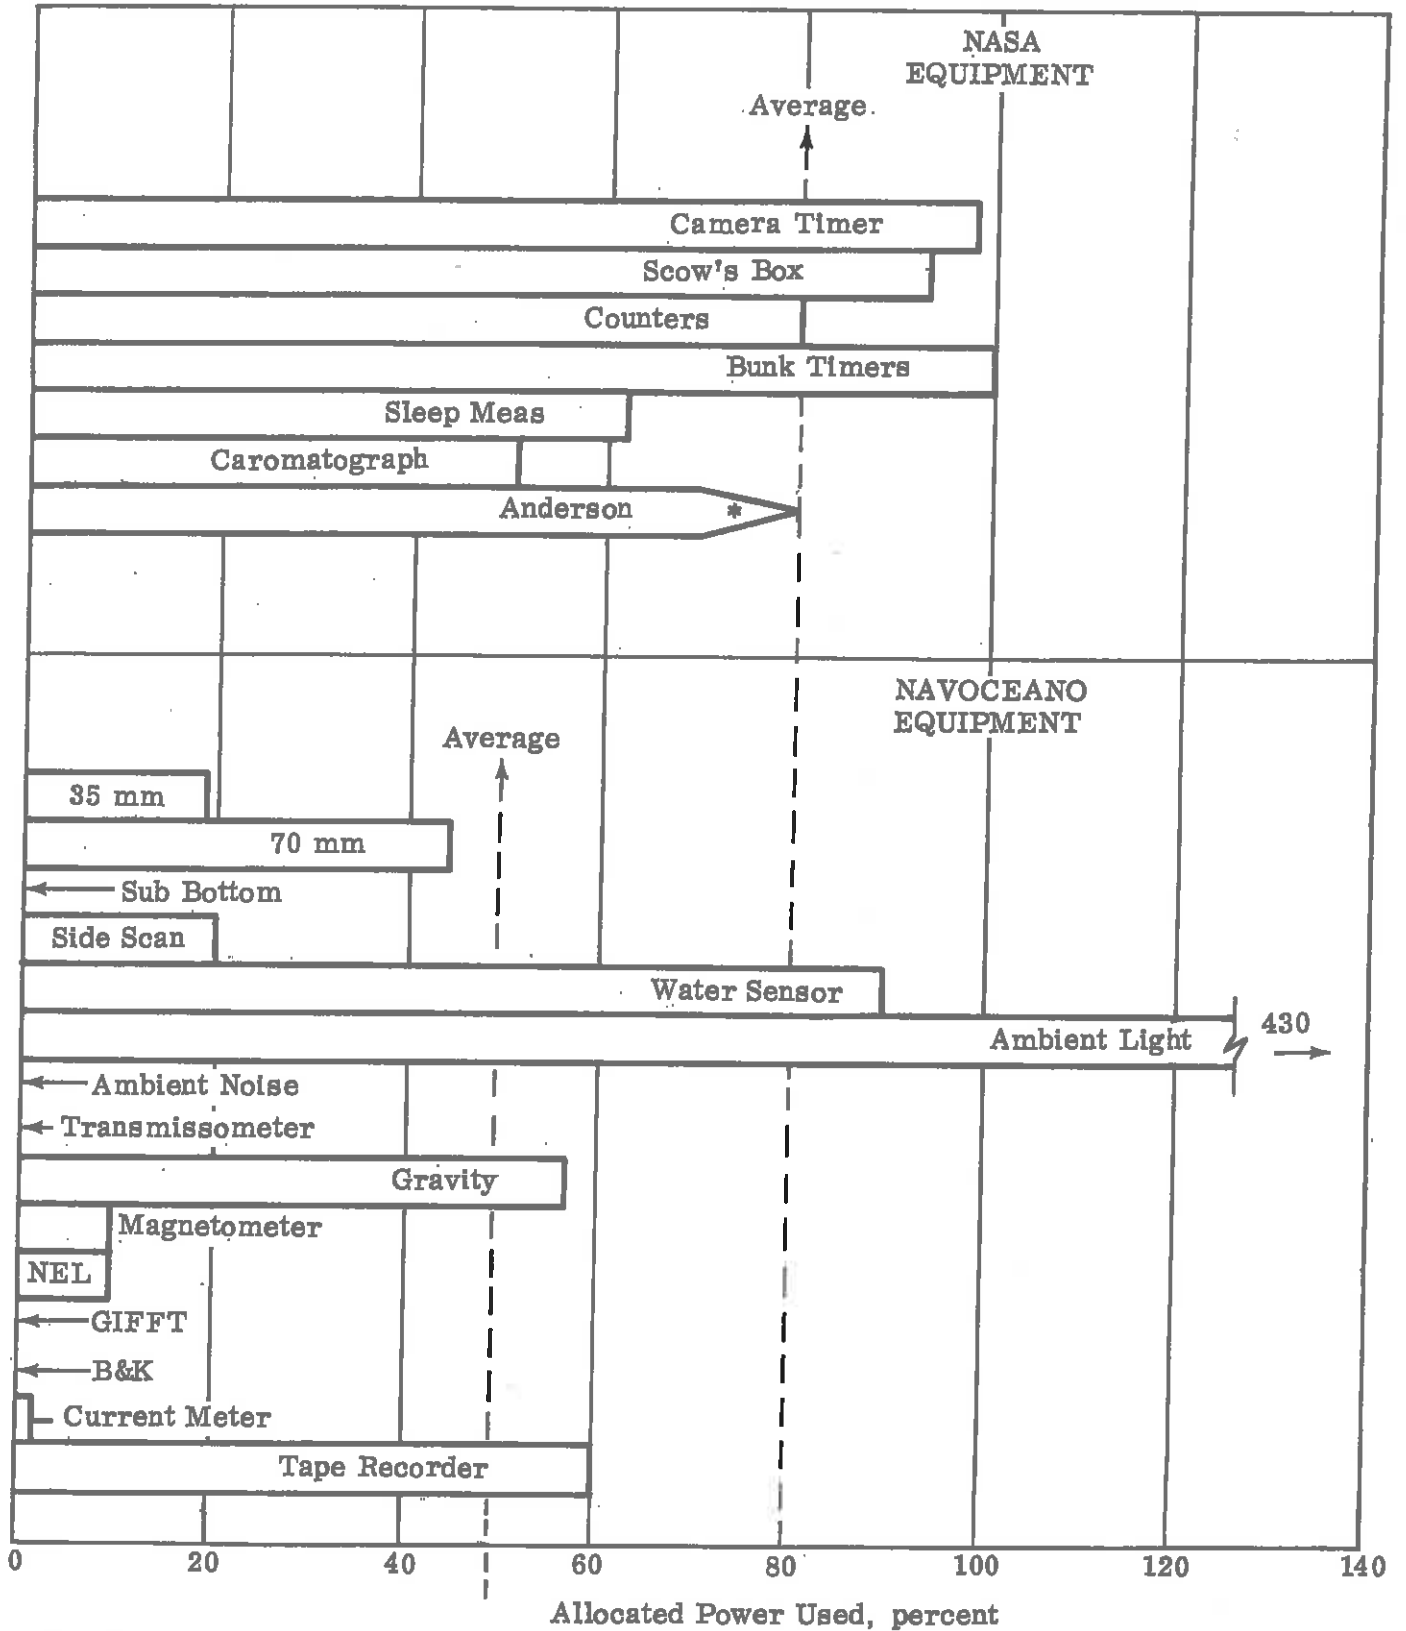 NASA
EQUIPMENT
Average
Camera Timer
Scow's Box
Counters
Bunk Timers
Sleep Meas
Caromatograph
Anderson *
NAVOCEANO
EQUIPMENT
Average
35 mm
70 mm
Sub Bottom
Side Scan
Water Sensor
Ambient Light 430
Ambient Noise
Transmissometer
Gravity
Magnetometer
NEL
GIFFT
B&K
Current Meter
Tape Recorder
0 20 40 60 80 100 120 140
Allocated Power Used, percent